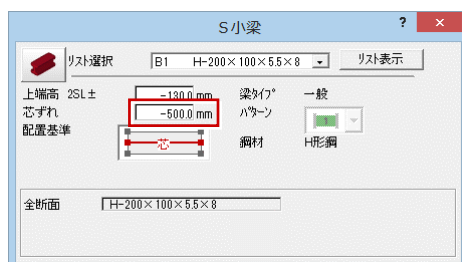 S小梁
?
×
リスト選択 B1 H-200×100×5.5×8 リスト表示
上端高 2SL± -130.0 mm 梁タイプ 一般
芯ずれ -500.0 mm パターン 1
配置基準 芯 鋼材 H形鋼
全断面 H-200×100×5.5×8